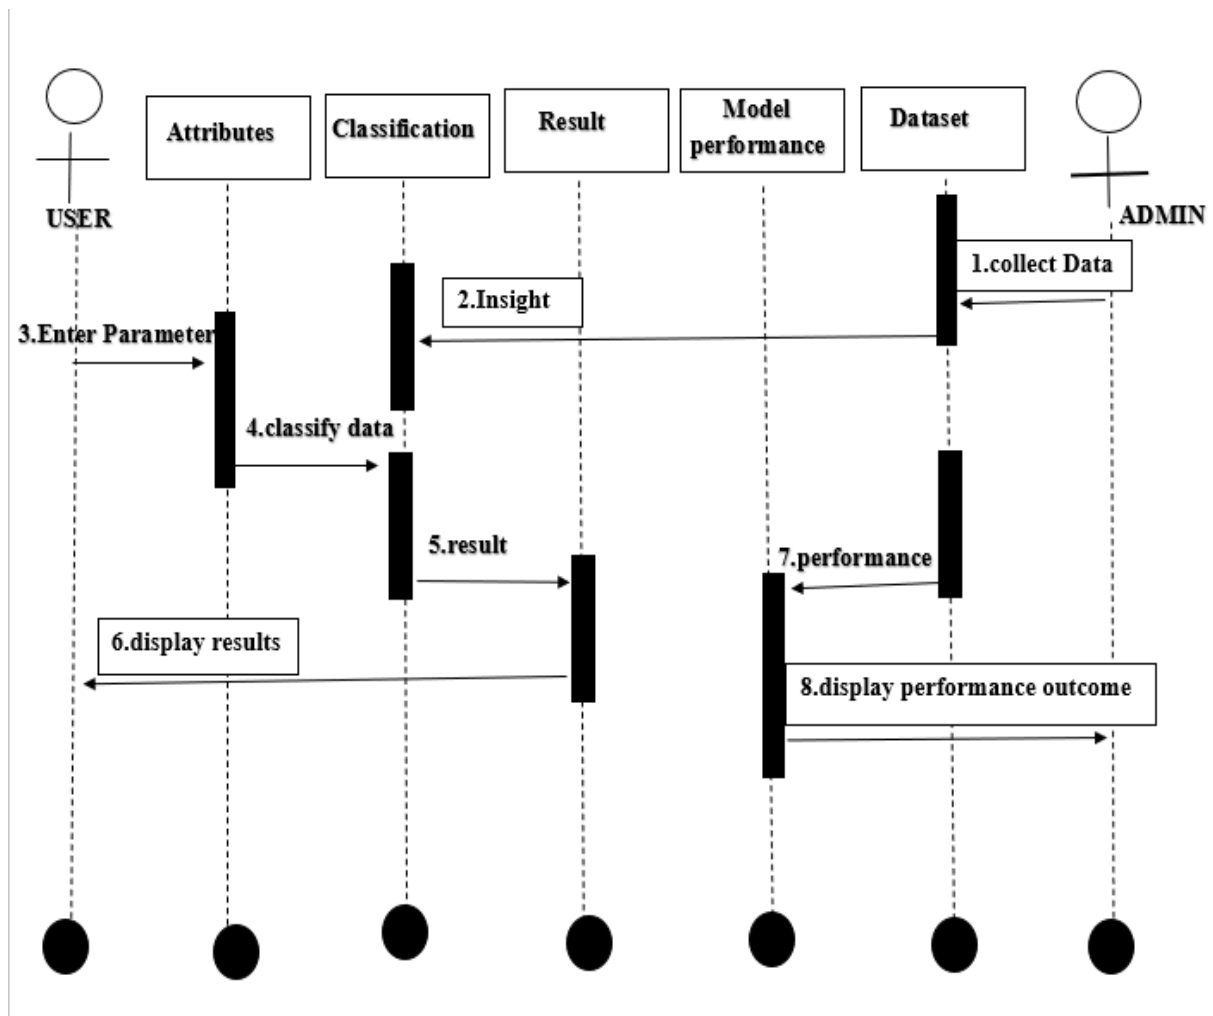 Attributes
Classification
Result
Model
performance
Dataset
USER
ADMIN
1.collect Data
2.Insight
3.Enter Parameter
4.classify data
5.result
7.performance
6.display results
8.display performance outcome